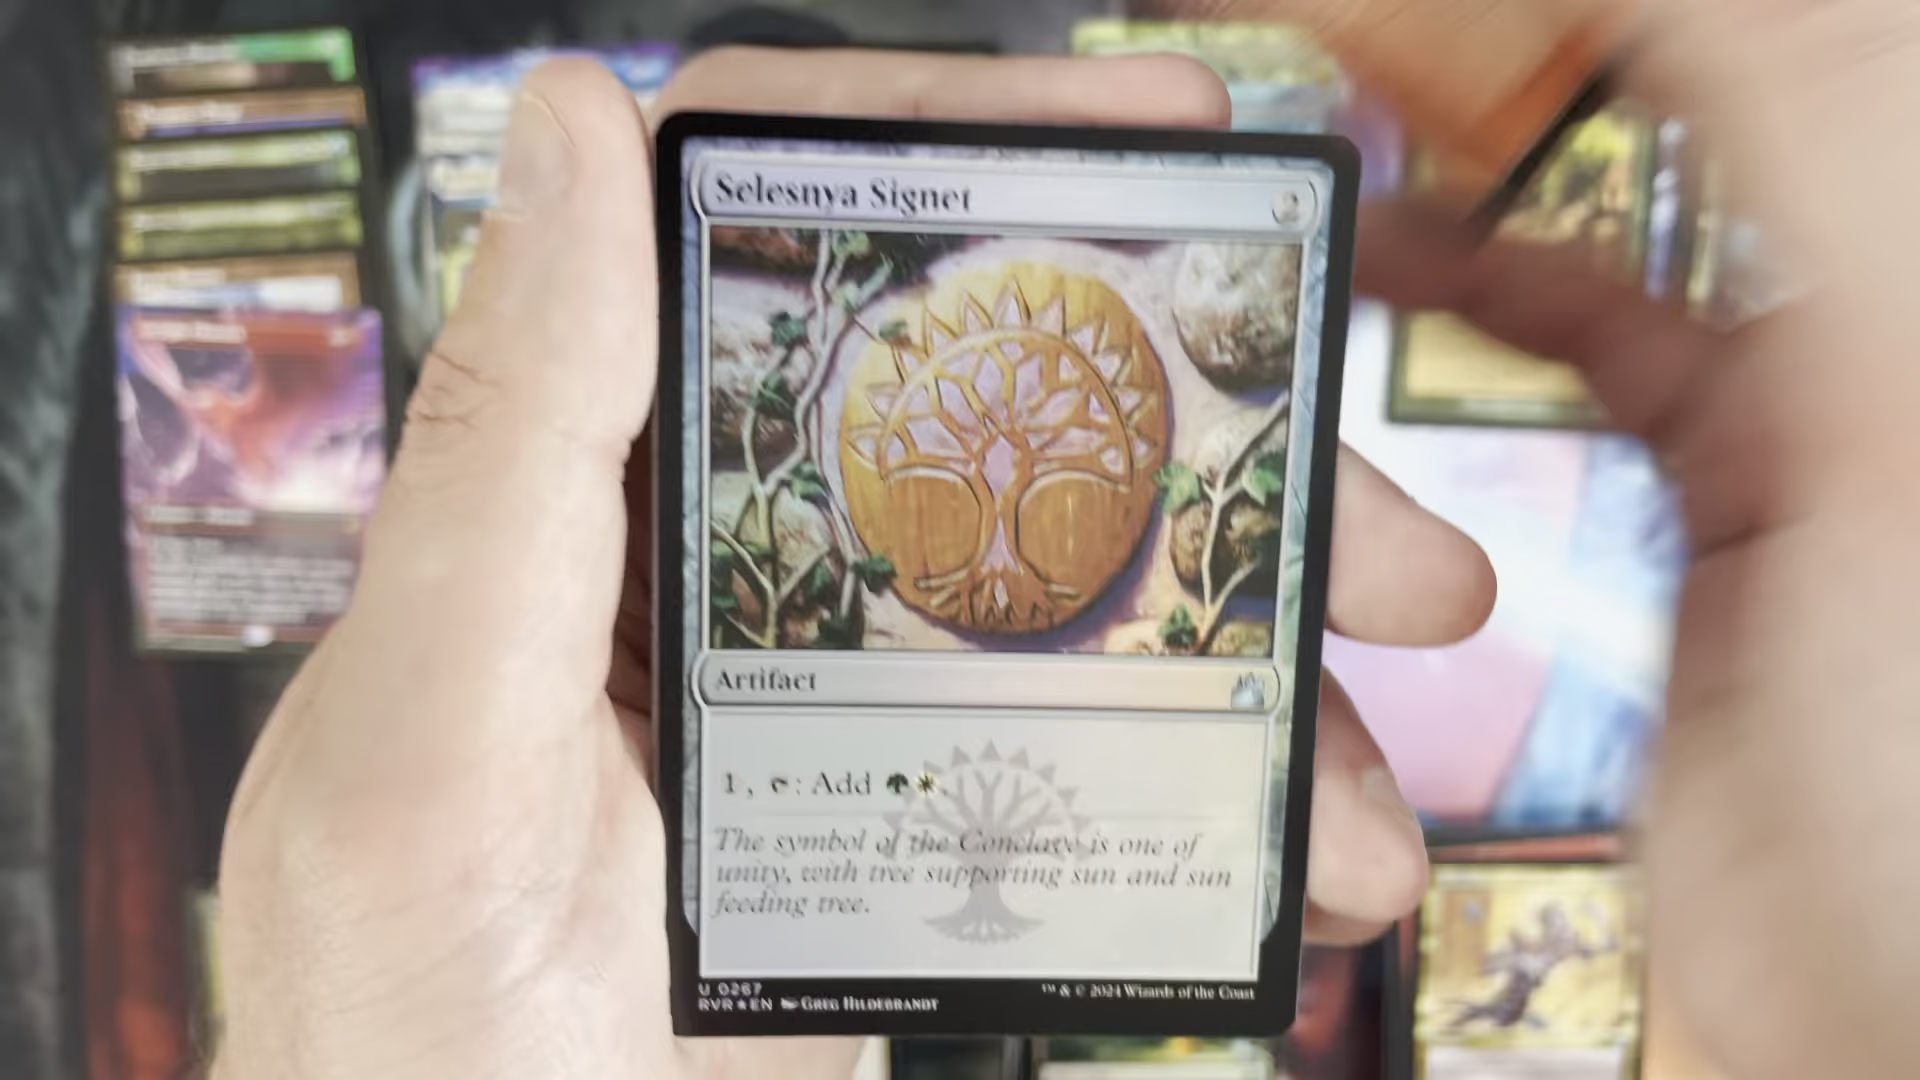 Selesnya Signet 2
Artifact
1, : Add .
The symbol of the Conclave is one of
unity, with tree supporting sun and sun
feeding tree.
U 0267
RVR★EN Greg Hildebrandt
™ & © 2024 Wizards of the Coast